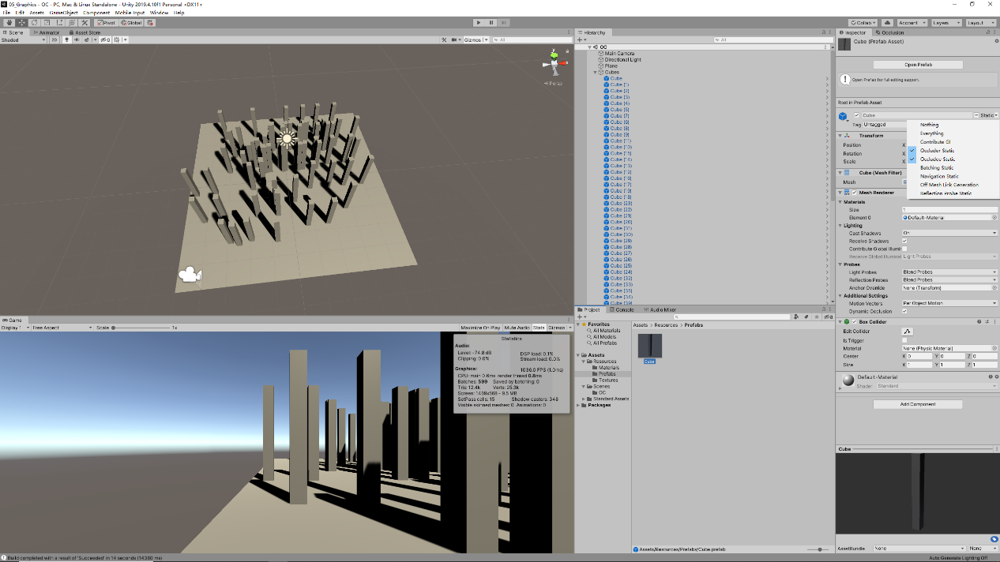 05_Graphics - OC - PC, Mac & Linux Standalone - Unity 2019.4.10f1 Personal <DX11>
File Edit Assets GameObject Component Mobile Input Window Help
Pivot Global
Collab Account Layers Layout
Scene Animator Asset Store
Shaded 2D 0 Gizmos All
y x Persp
Hierarchy
All
OC
Main Camera
Directional Light
Plane
Cubes
Cube
Cube (1)
Cube (2)
Cube (3)
Cube (4)
Cube (5)
Cube (7)
Cube (6)
Cube (8)
Cube (9)
Cube (11)
Cube (10)
Cube (15)
Cube (14)
Cube (13)
Cube (12)
Cube (16)
Cube (17)
Cube (19)
Cube (18)
Cube (23)
Cube (22)
Cube (21)
Cube (20)
Cube (31)
Cube (30)
Cube (29)
Cube (28)
Cube (27)
Cube (26)
Cube (25)
Cube (24)
Cube (32)
Cube (33)
Cube (35)
Cube (34)
Cube (39)
Game
Display 1 Free Aspect Scale 1x Maximize On Play Mute Audio Stats Gizmos
Statistics
Audio:
Level: -74.8 dB DSP load: 0.1%
Clipping: 0.0% Stream load: 0.0%
Graphics: 1036.0 FPS (1.0ms)
CPU: main 0.6ms render thread 0.8ms
Batches: 599 Saved by batching: 0
Tris: 12.4k Verts: 25.3k
Screen: 1469x568 - 9.5 MB
SetPass calls: 15 Shadow casters: 348
Visible skinned meshes: 0 Animations: 0
Project Console Audio Mixer
8
Favorites
All Materials
All Models
All Prefabs
Assets
Resources
Materials
Prefabs
Textures
Scenes
OC
Standard Assets
Packages
Assets Resources Prefabs
Cube
Assets/Resources/Prefabs/Cube.prefab
Inspector Occlusion
Cube (Prefab Asset)
Open Prefab
Open Prefab for full editing support.
Root in Prefab Asset
Cube Static
Tag Untagged
Nothing
Everything
Contribute GI
Occluder Static
Occludee Static
Batching Static
Navigation Static
Off Mesh Link Generation
Reflection Probe Static
Transform
Position X
Rotation X
Scale X
Cube (Mesh Filter)
Mesh
Mesh Renderer
Materials
Size 1
Element 0 Default-Material
Lighting
Cast Shadows On
Receive Shadows
Contribute Global Illumi
Receive Global Illuminat Light Probes
Probes
Light Probes Blend Probes
Reflection Probes Blend Probes
Anchor Override None (Transform)
Additional Settings
Motion Vectors Per Object Motion
Dynamic Occlusion
Box Collider
Edit Collider
Is Trigger
Material None (Physic Material)
Center X 0 Y 0 Z 0
Size X 1 Y 1 Z 1
Default-Material
Shader Standard
Add Component
Cube
AssetBundle None None
Build completed with a result of 'Succeeded' in 14 seconds (14380 ms)
Auto Generate Lighting Off